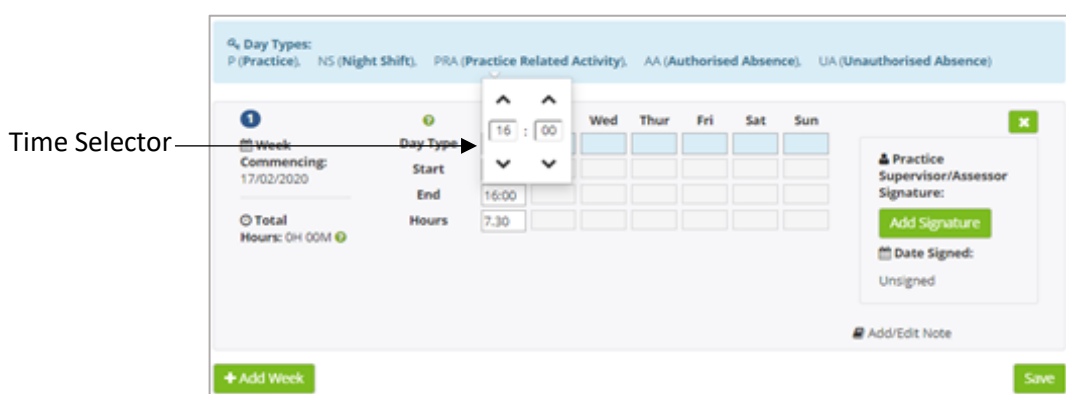 Day Types:
P (Practice), NS (Night Shift), PRA (Practice Related Activity), AA (Authorised Absence), UA (Unauthorised Absence)
Time Selector
1
Week
Commencing:
17/02/2020
Total
Hours: 0H 00M
Wed Thur Fri Sat Sun
Day Type
Start
End 16:00
Hours 7.30
16 : 00
Practice
Supervisor/Assessor
Signature:
Add Signature
Date Signed:
Unsigned
Add/Edit Note
+ Add Week
Save